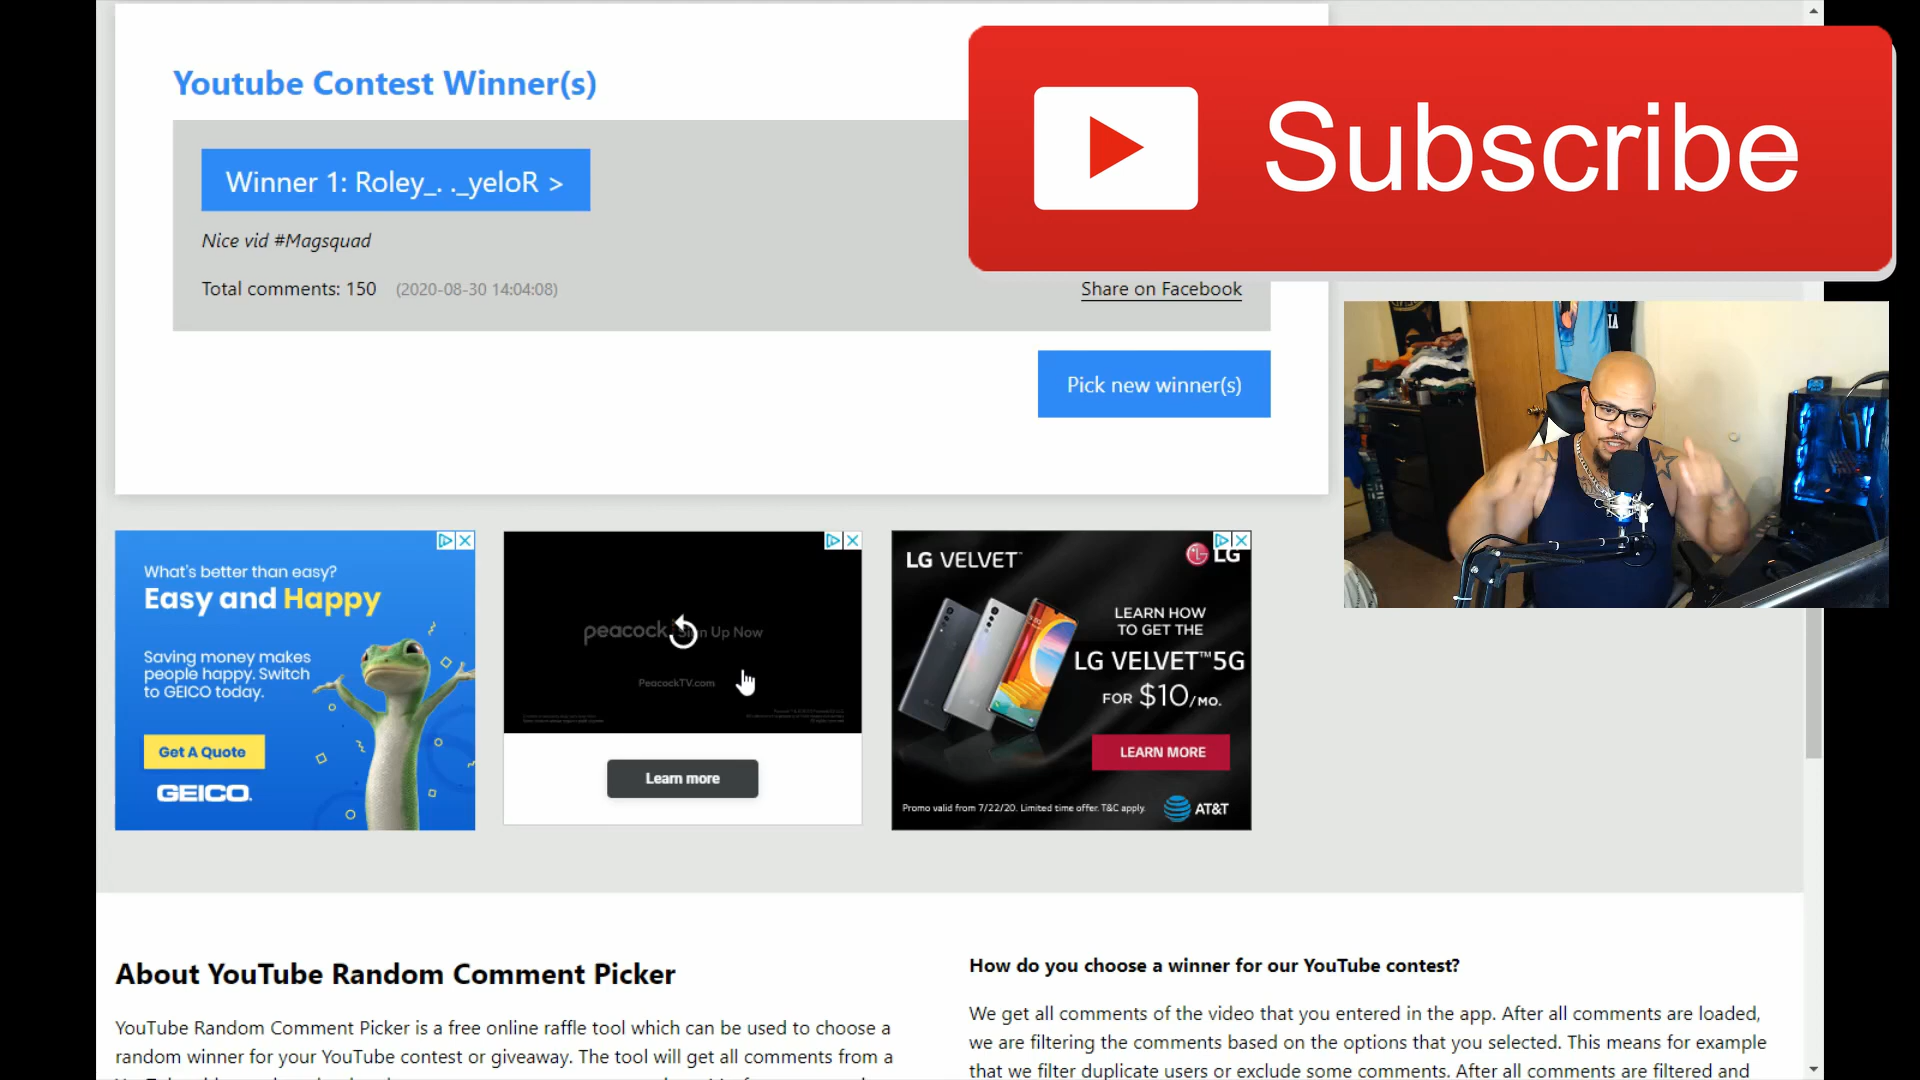 Youtube Contest Winner(s)
Subscribe
Winner 1: Roley_. ._yeloR >
Nice vid #Magsquad
Total comments: 150 (2020-08-30 14:04:08)
Share on Facebook
Pick new winner(s)
What's better than easy?
Easy and Happy
Saving money makes
people happy. Switch
to GEICO today.
Get A Quote
GEICO.
peacock Sign Up Now
PeacockTV.com
Learn more
LG VELVET™
LG
LEARN HOW
TO GET THE
LG VELVET™ 5G
FOR $10/MO.
LEARN MORE
Promo valid from 7/22/20. Limited time offer. T&C apply.
AT&T
About YouTube Random Comment Picker
YouTube Random Comment Picker is a free online raffle tool which can be used to choose a
random winner for your YouTube contest or giveaway. The tool will get all comments from a
How do you choose a winner for our YouTube contest?
We get all comments of the video that you entered in the app. After all comments are loaded,
we are filtering the comments based on the options that you selected. This means for example
that we filter duplicate users or exclude some comments. After all comments are filtered and